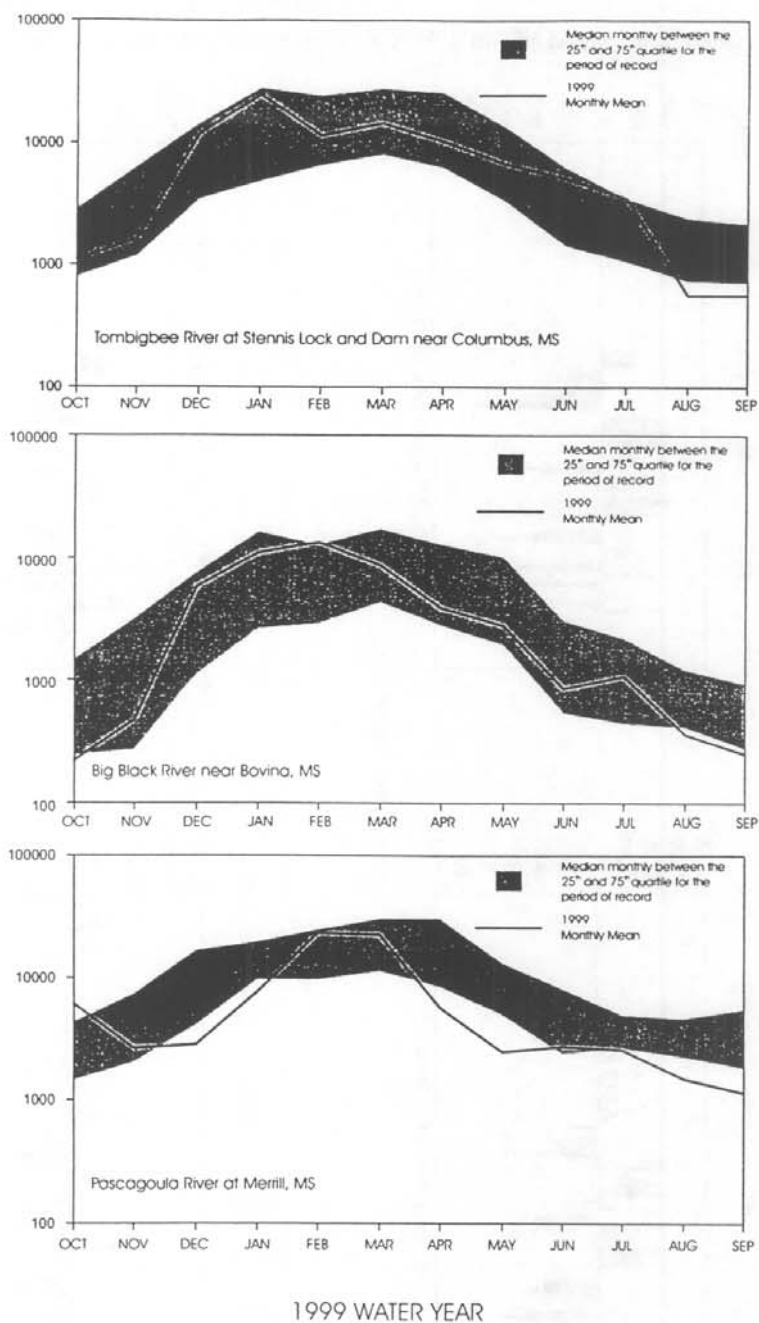 100000
Median monthly between the
25th and 75th quartile for the
period of record
1999
Monthly Mean
10000
1000
Tombigbee River at Stennis Lock and Dam near Columbus, MS
100
OCT NOV DEC JAN FEB MAR APR MAY JUN JUL AUG SEP
100000
Median monthly between the
25th and 75th quartile for the
period of record
1999
Monthly Mean
10000
1000
Big Black River near Bovina, MS
100
OCT NOV DEC JAN FEB MAR APR MAY JUN JUL AUG SEP
100000
Median monthly between the
25th and 75th quartile for the
period of record
1999
Monthly Mean
10000
1000
Pascagoula River at Merrill, MS
100
OCT NOV DEC JAN FEB MAR APR MAY JUN JUL AUG SEP
1999 WATER YEAR